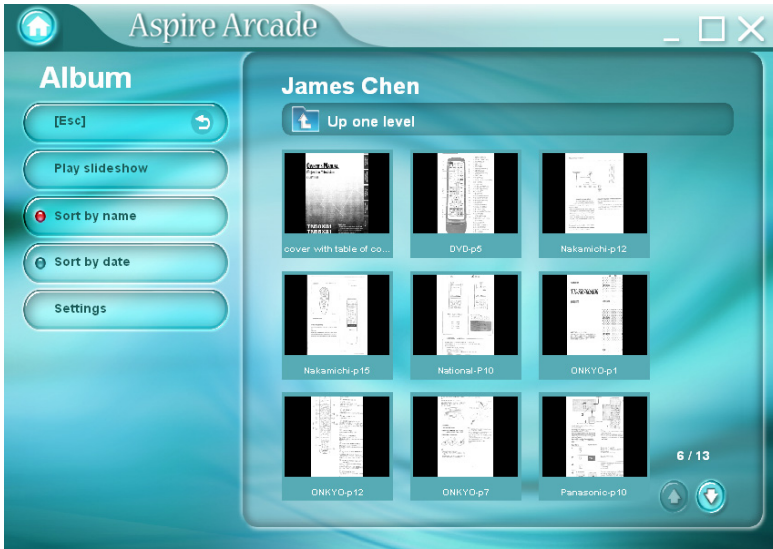 Aspire Arcade
Album
[Esc]
Play slideshow
Sort by name
Sort by date
Settings
James Chen
Up one level
cover with table of co...
DVD-p5
Nakamichi-p12
Nakamichi-p15
National-P10
ONKYO-p1
ONKYO-p12
ONKYO-p7
Panasonic-p10
6 / 13